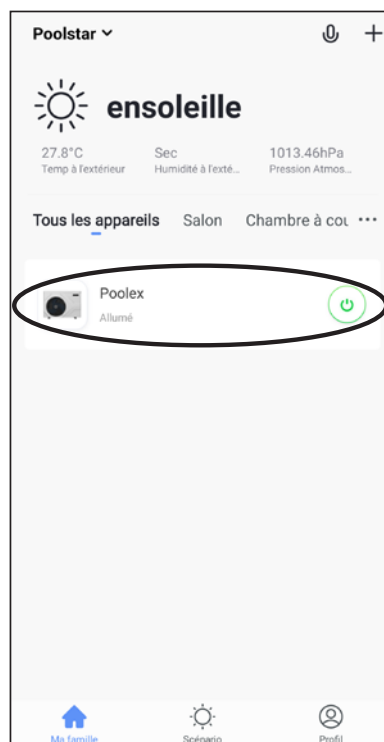 Poolstar
ensoleille
27.8°C Sec 1013.46hPa
Temp à l'extérieur Humidité à l'exté... Pression Atmos...
Tous les appareils Salon Chambre à cou ...
Poolex
Allumé
Ma famille Scénario Profil